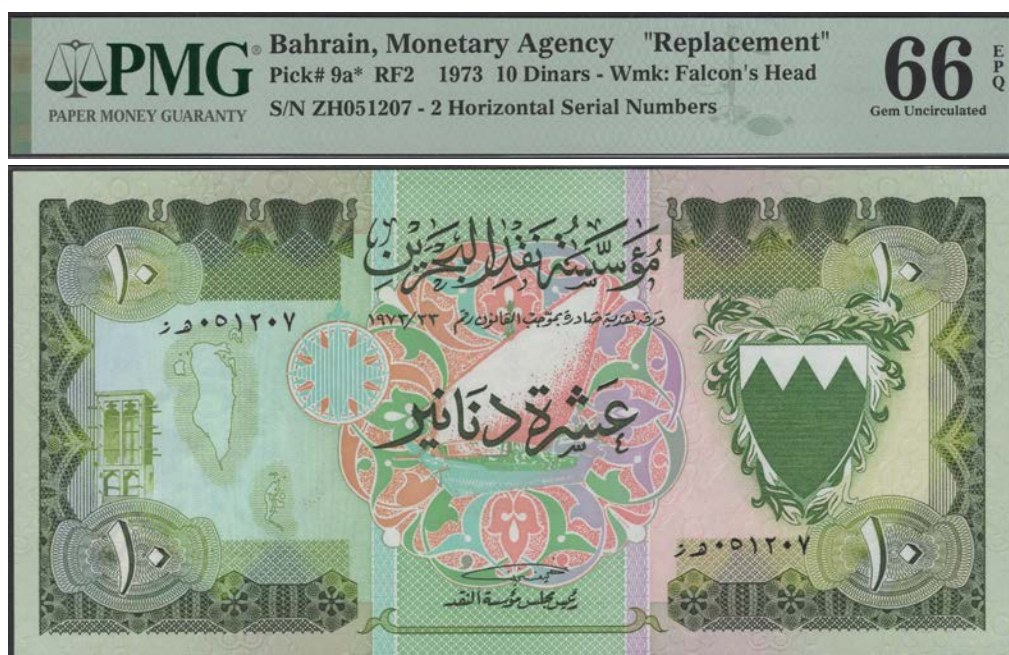 PMG®
PAPER MONEY GUARANTY
Bahrain, Monetary Agency "Replacement"
Pick# 9a* RF2 1973 10 Dinars - Wmk: Falcon's Head
S/N ZH051207 - 2 Horizontal Serial Numbers
66 EPQ
Gem Uncirculated
مؤسسة نقد البحرين
ورقة نقدية صادرة بموجب القانون رقم ١٩٧٣/٢٣
١٠
١٠
٠٥١٢٠٧ هـ ز
عشرة دنانير
٠٥١٢٠٧ هـ ز
١٠
١٠
رئيس مجلس مؤسسة النقد